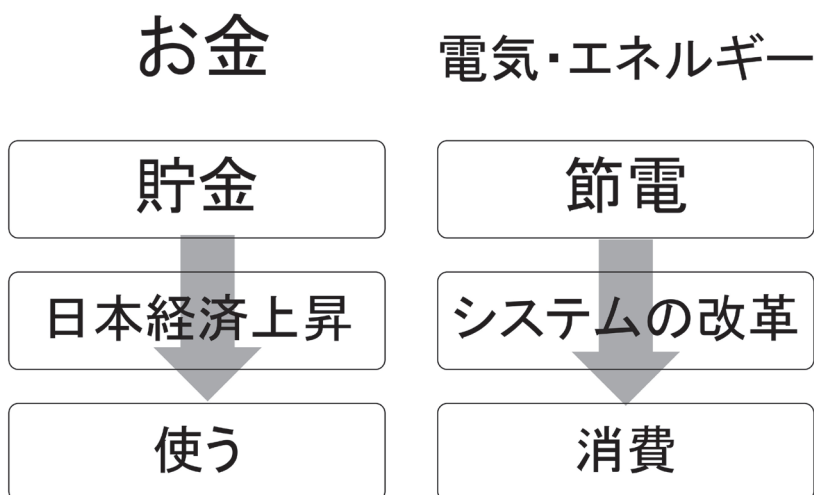 お金
電気・エネルギー
貯金
節電
日本経済上昇
システムの改革
使う
消費